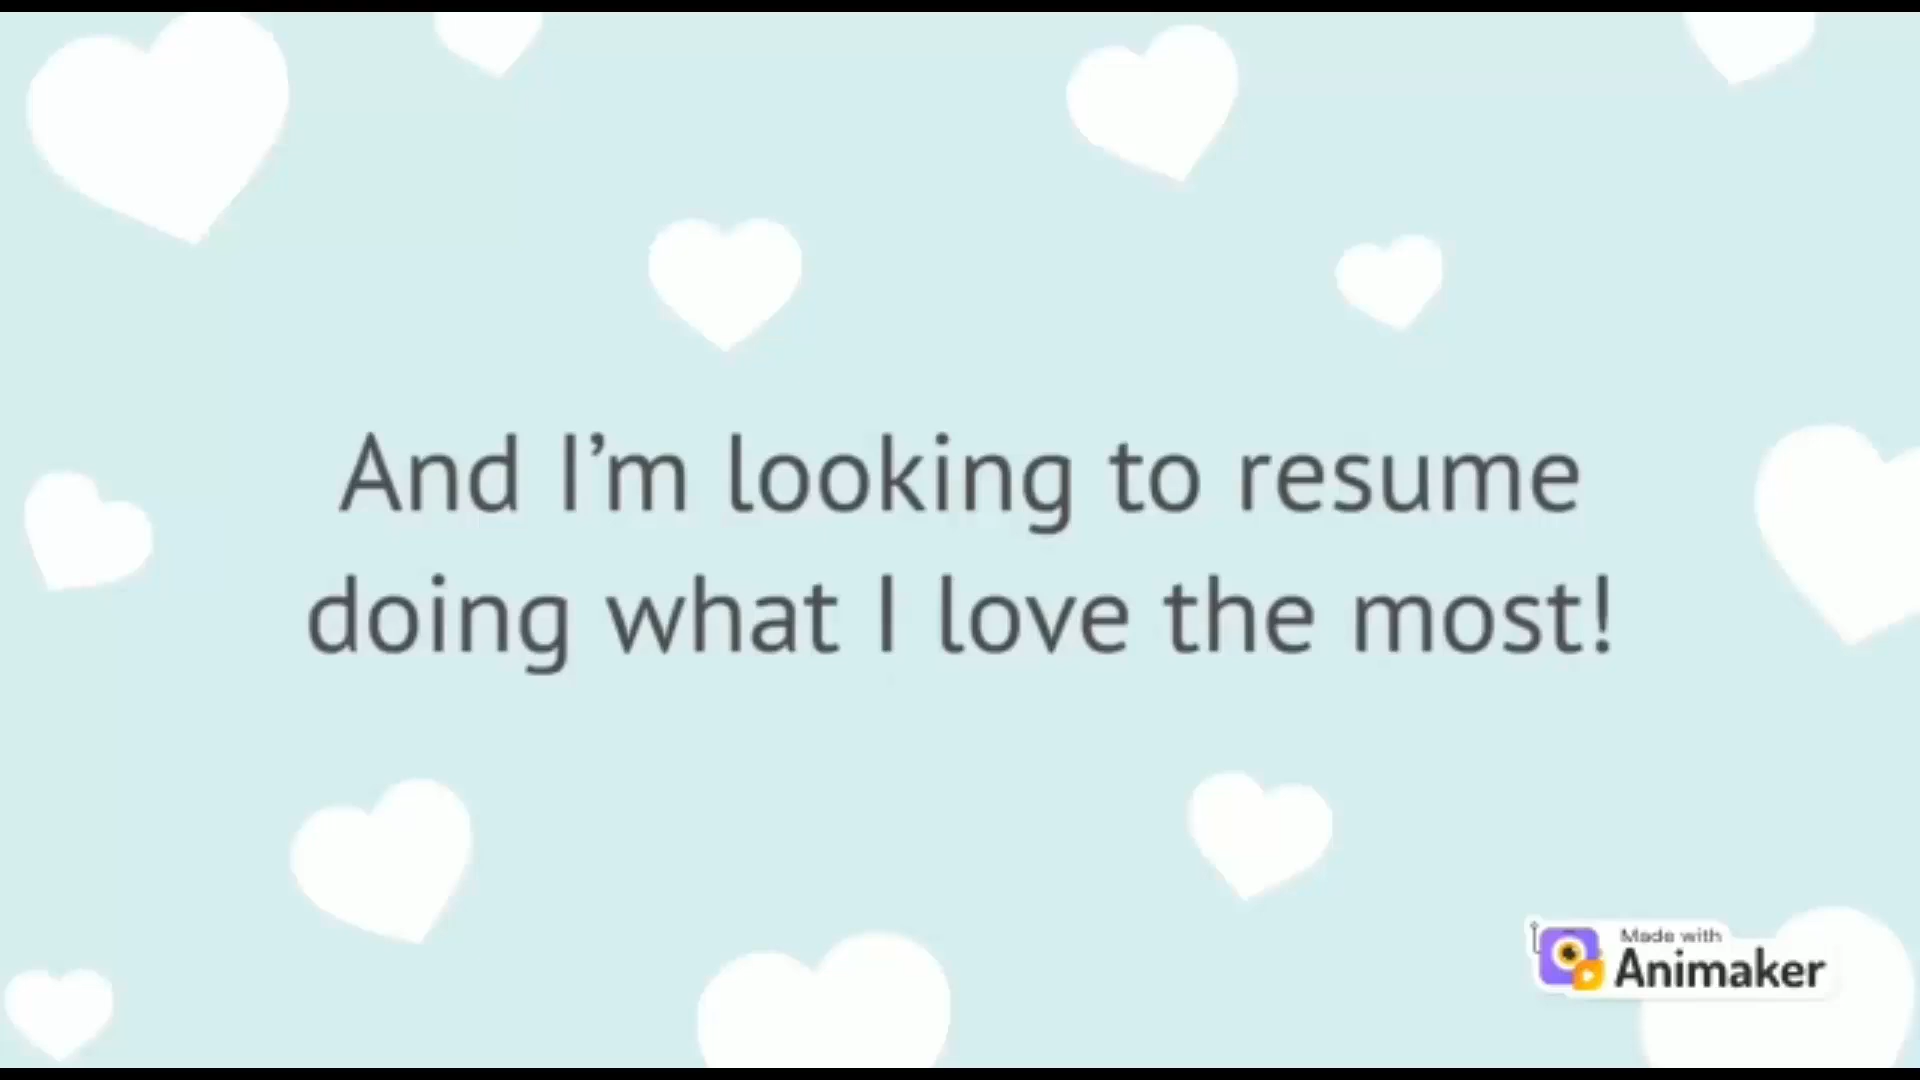 And I’m looking to resume
doing what I love the most!
Made with
Animaker